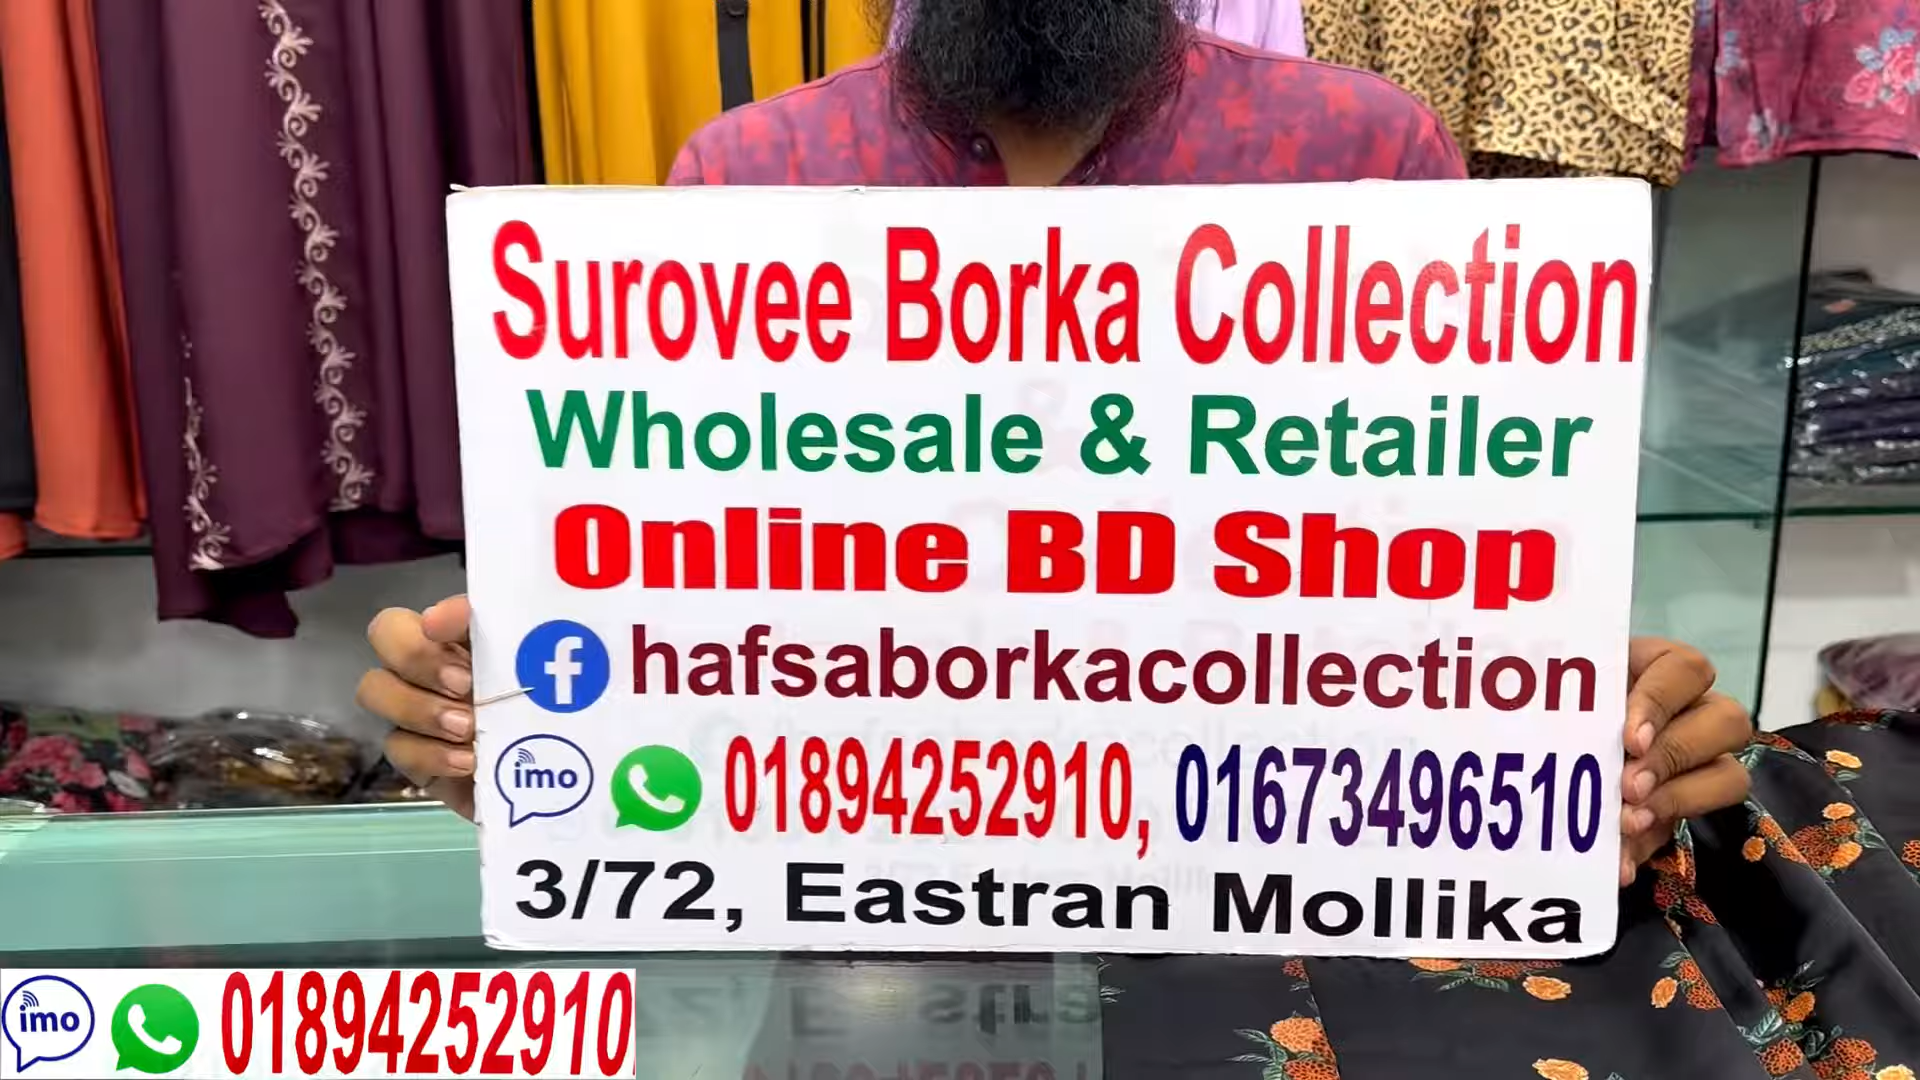 Surovee Borka Collection
Wholesale & Retailer
Online BD Shop
f hafsaborkacollection
imo 01894252910, 01673496510
3/72, Eastran Mollika
imo 01894252910